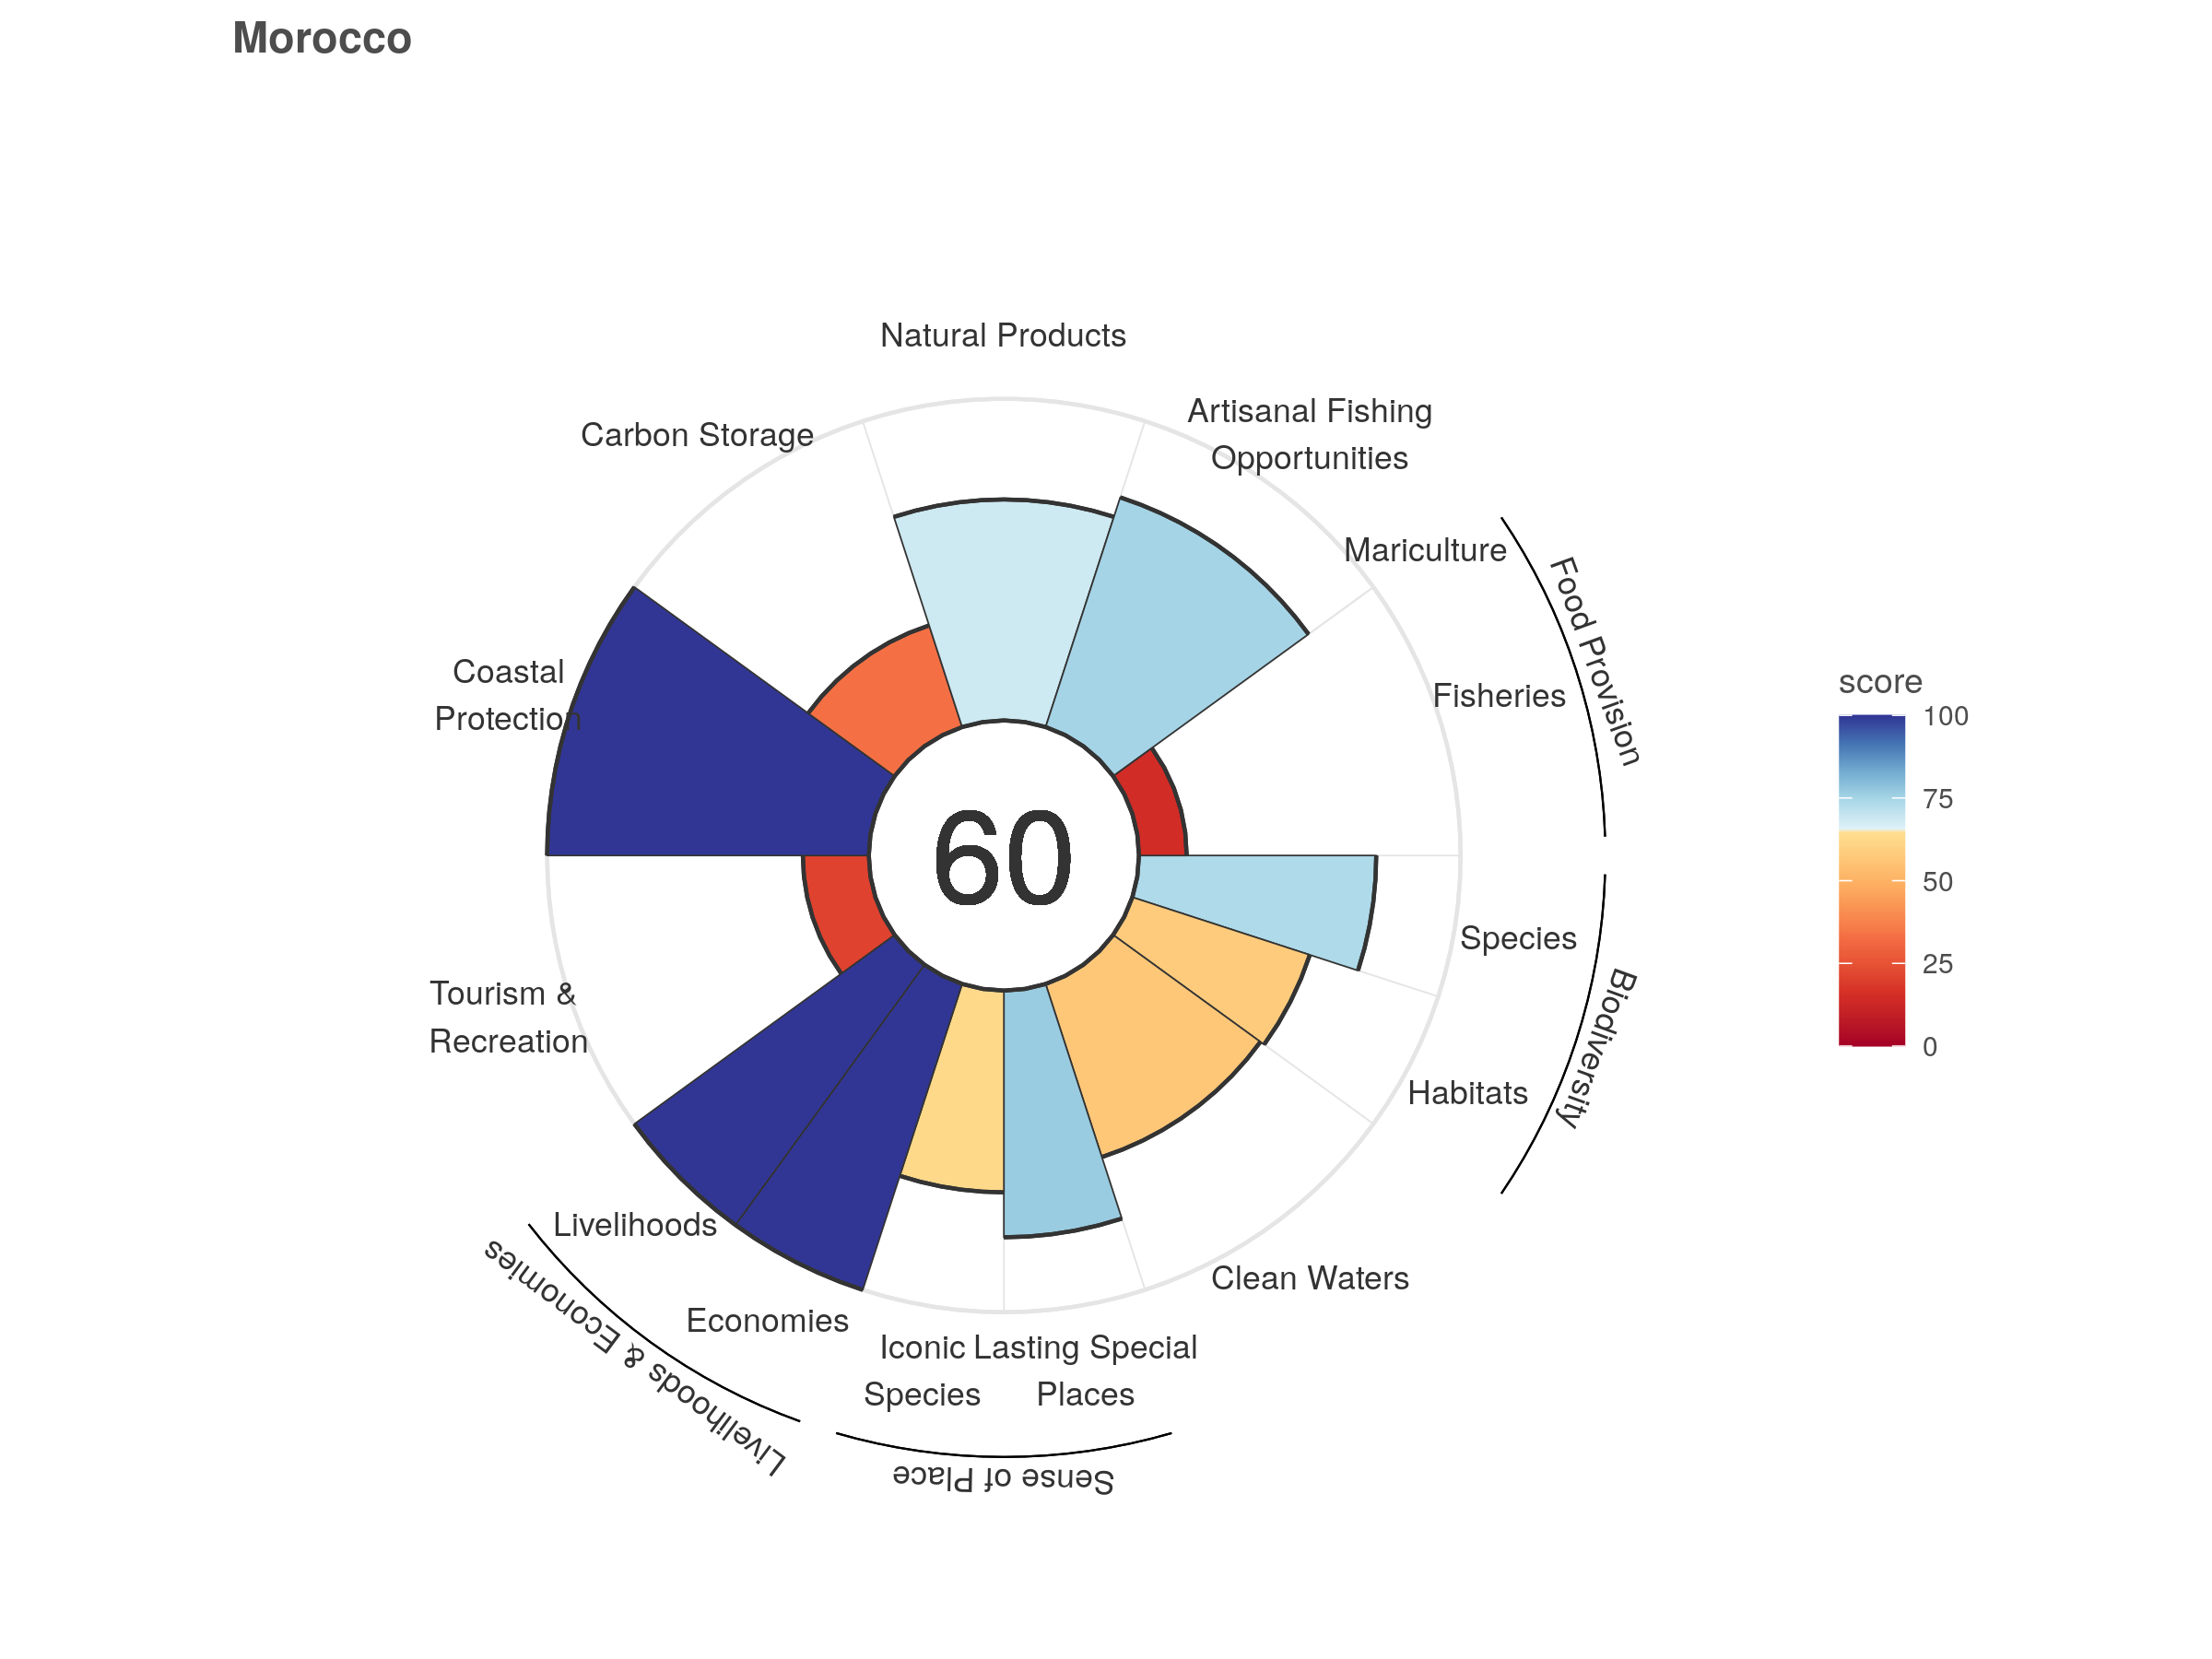 Morocco
Natural Products
Artisanal Fishing
Opportunities
Carbon Storage
Mariculture
Food Provision
Fisheries
Coastal
Protection
60
score
100
75
50
25
0
Species
Biodiversity
Habitats
Tourism &
Recreation
Clean Waters
Livelihoods
Economies
Livelihoods & Economies
Iconic
Species
Lasting Special
Places
Sense of Place